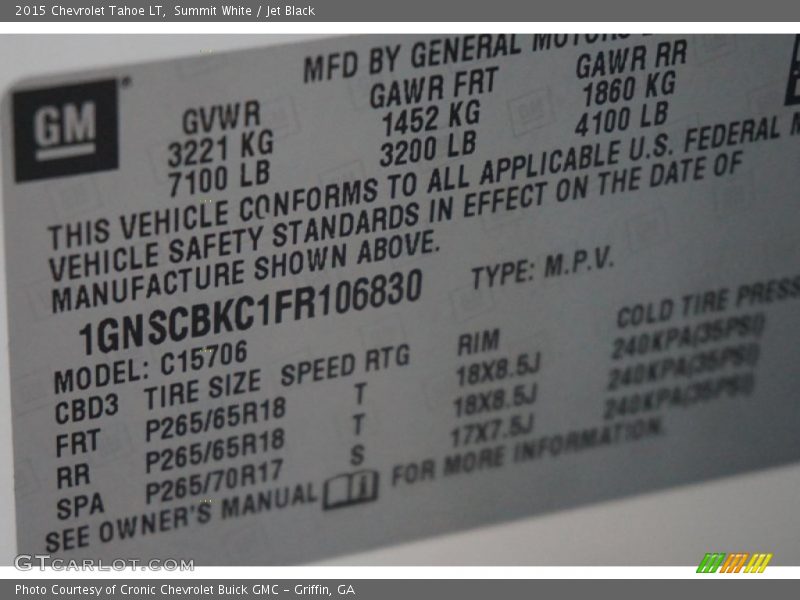 2015 Chevrolet Tahoe LT, Summit White / Jet Black
MFD BY GENERAL MOTORS
GM
GVWR GAWR FRT GAWR RR
3221 KG 1452 KG 1860 KG
7100 LB 3200 LB 4100 LB
THIS VEHICLE CONFORMS TO ALL APPLICABLE U.S. FEDERAL M
VEHICLE SAFETY STANDARDS IN EFFECT ON THE DATE OF
MANUFACTURE SHOWN ABOVE.
1GNSCBKC1FR106830 TYPE: M.P.V.
MODEL: C15706
CBD3 TIRE SIZE SPEED RTG RIM COLD TIRE PRESS
FRT P265/65R18 T 18X8.5J 240KPA(35PSI)
RR P265/65R18 T 18X8.5J 240KPA(35PSI)
SPA P265/70R17 S 17X7.5J 240KPA(35PSI)
SEE OWNER'S MANUAL FOR MORE INFORMATION.
GTCARLOT.COM
Photo Courtesy of Cronic Chevrolet Buick GMC – Griffin, GA